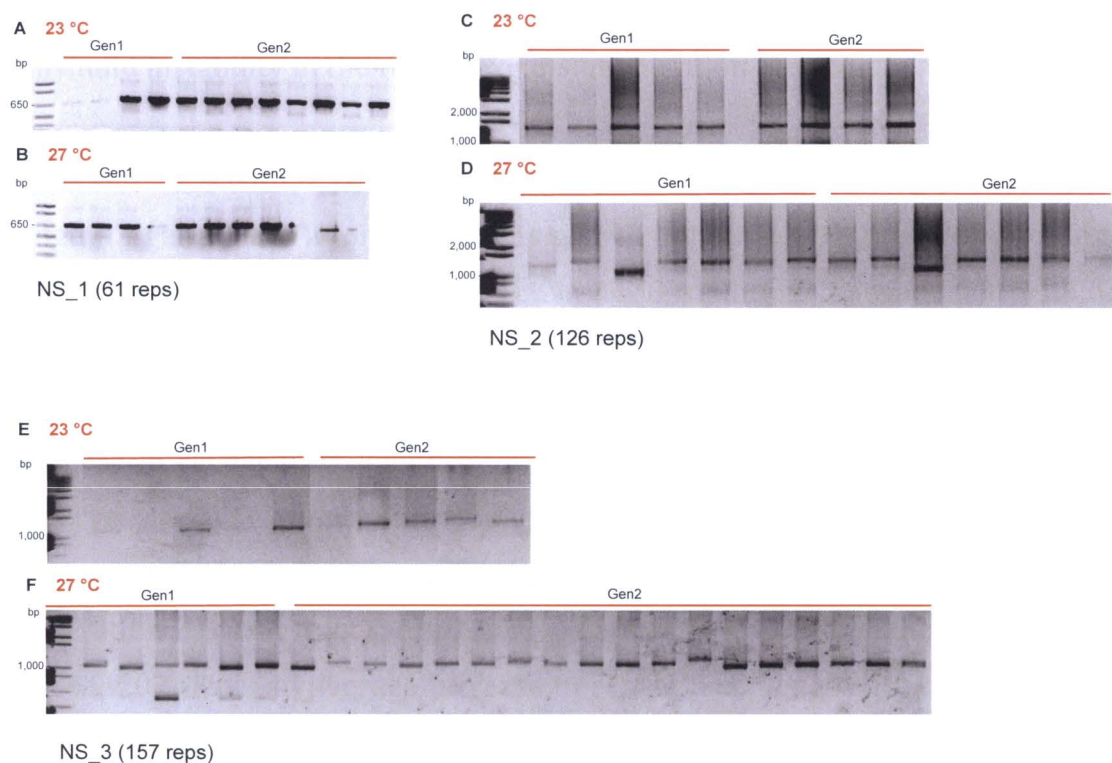 A 23 °C
Gen1 Gen2
bp
650
B 27 °C
Gen1 Gen2
bp
650
NS_1 (61 reps)
C 23 °C
Gen1 Gen2
bp
2,000
1,000
D 27 °C
Gen1 Gen2
bp
2,000
1,000
NS_2 (126 reps)
E 23 °C
Gen1 Gen2
bp
1,000
F 27 °C
Gen1 Gen2
bp
1,000
NS_3 (157 reps)